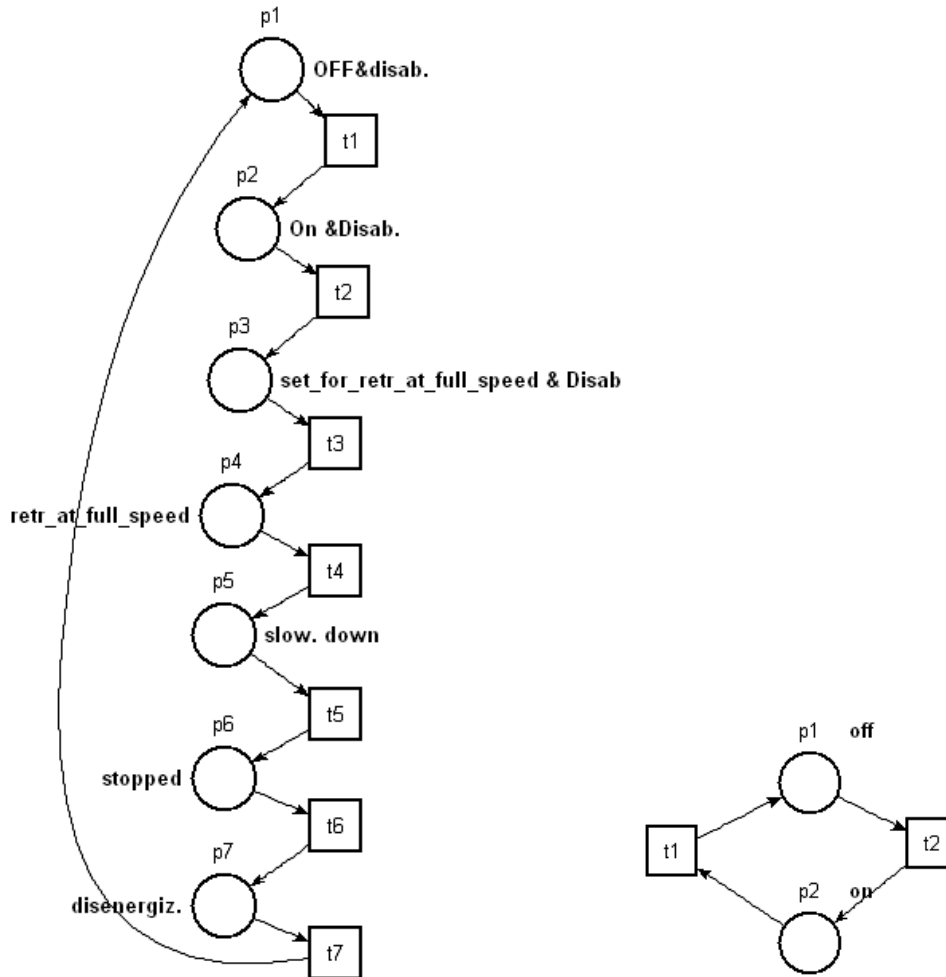 p1
OFF&disab.
t1
p2
On &Disab.
t2
p3
set_for_retr_at_full_speed & Disab
t3
p4
retr_at_full_speed
t4
p5
slow. down
t5
p6
stopped
t6
p7
disenergiz.
t7
p1 off
t1
t2
p2 on